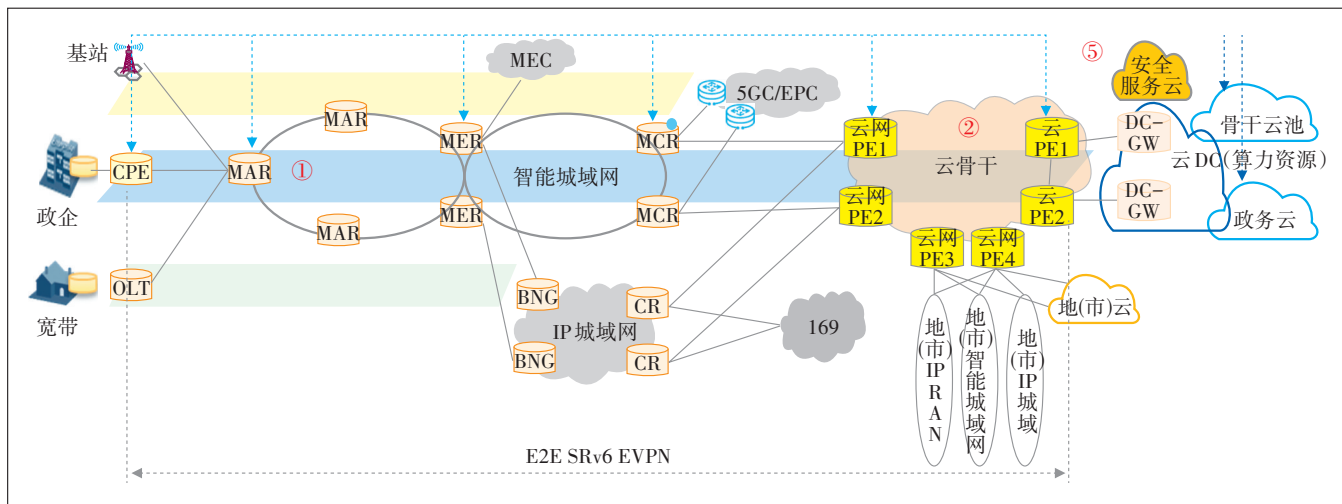 基站
MEC
⑤
安全
服务云
5GC/EPC
MAR
MER
MCR
云网
PE1
②
云
PE1
DC-
GW
骨干云池
云骨干
云DC(算力资源)
CPE
MAR
①
智能城域网
政企
MAR
MER
MCR
云网
PE2
云
PE2
DC-
GW
政务云
云网
PE3
云网
PE4
OLT
BNG
CR
地(市)云
宽带
IP城域网
169
BNG
CR
地(市)IPRAN
地(市)智能城域网
地(市)IP城域
E2E SRv6 EVPN